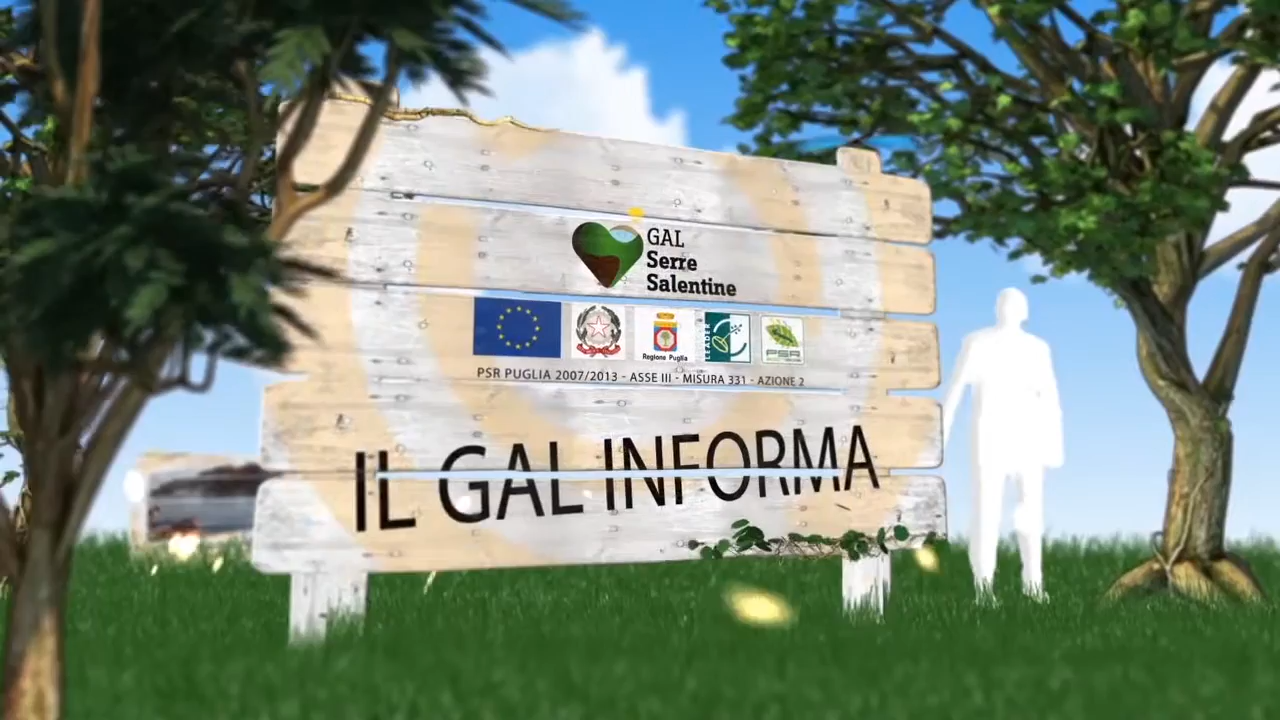 GAL
Serre
Salentine
Regione Puglia
LEADER
PSR
PSR PUGLIA 2007/2013 - ASSE III - MISURA 331 - AZIONE 2
IL GAL INFORMA